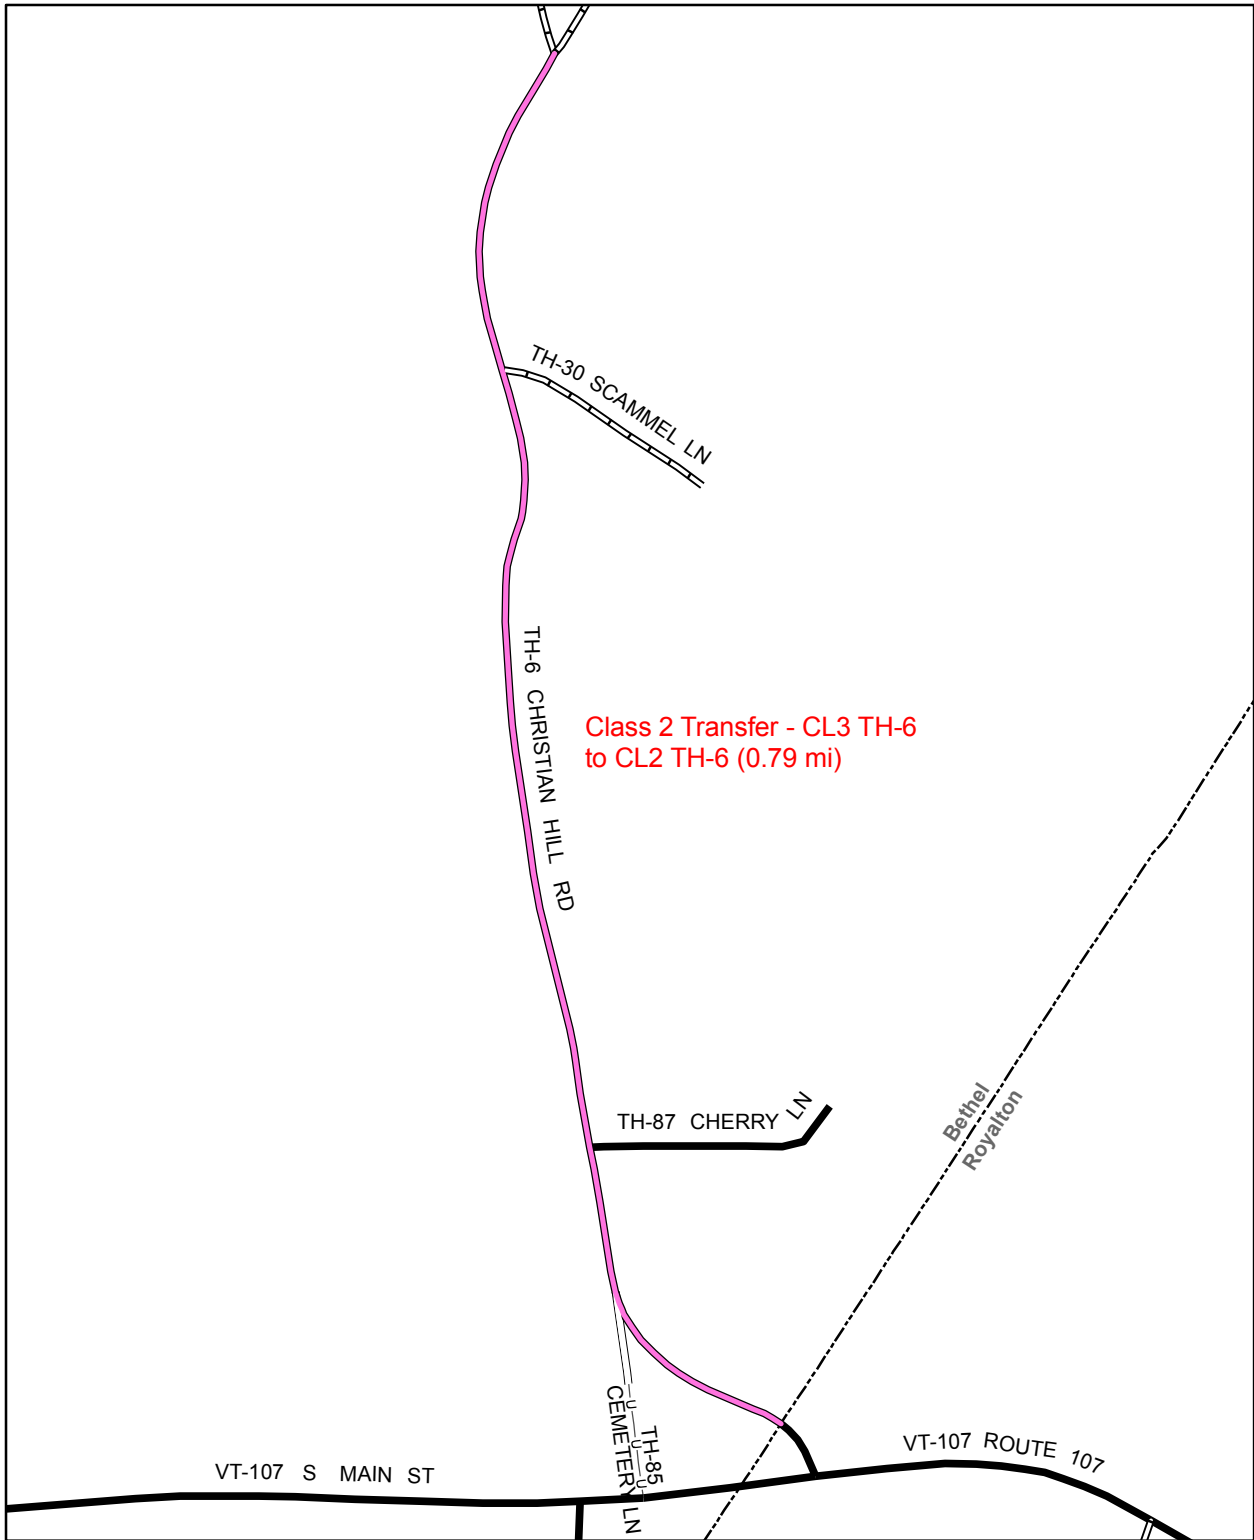 TH-30 SCAMMEL LN
TH-6 CHRISTIAN HILL RD
Class 2 Transfer - CL3 TH-6
to CL2 TH-6 (0.79 mi)
TH-87 CHERRY LN
Bethel
Royalton
U
U
U
TH-85
CEMETERY LN
VT-107 S MAIN ST
VT-107 ROUTE 107